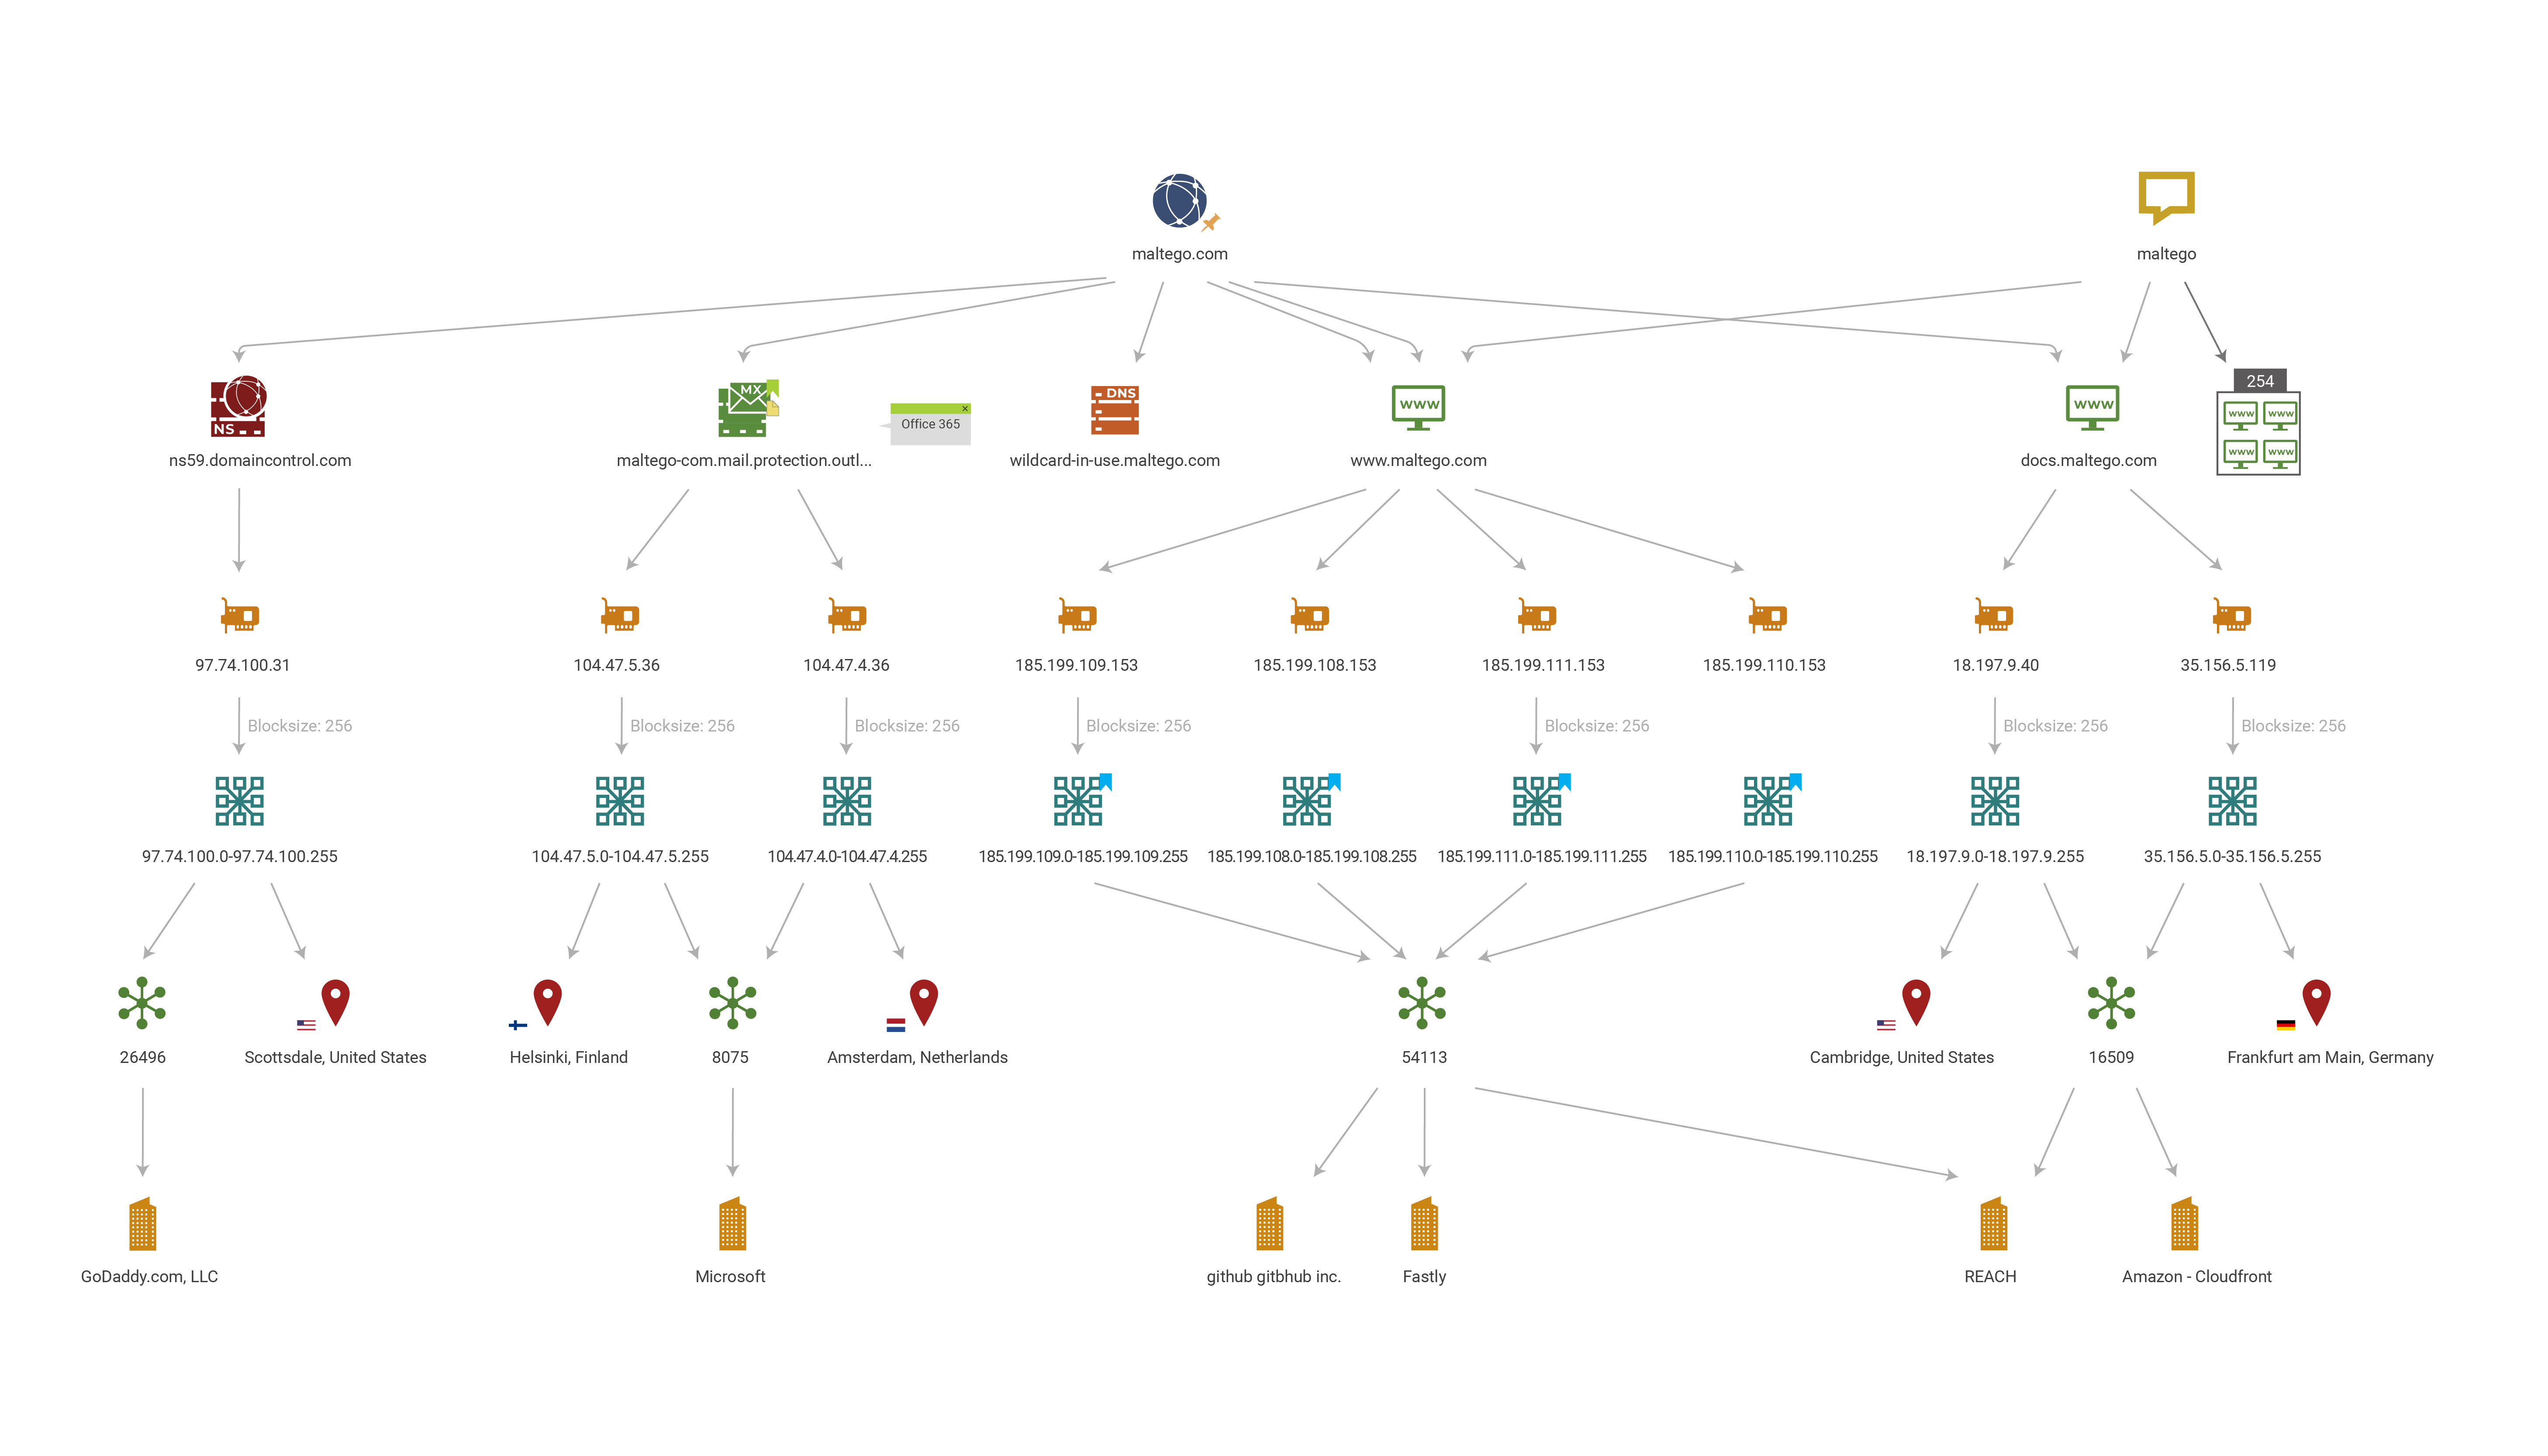 maltego.com
maltego
254
NS
MX
Office 365
×
DNS
www
www
www
www
www
www
ns59.domaincontrol.com
maltego-com.mail.protection.outl...
wildcard-in-use.maltego.com
www.maltego.com
docs.maltego.com
97.74.100.31
104.47.5.36
104.47.4.36
185.199.109.153
185.199.108.153
185.199.111.153
185.199.110.153
18.197.9.40
35.156.5.119
Blocksize: 256
Blocksize: 256
Blocksize: 256
Blocksize: 256
Blocksize: 256
Blocksize: 256
Blocksize: 256
97.74.100.0-97.74.100.255
104.47.5.0-104.47.5.255
104.47.4.0-104.47.4.255
185.199.109.0-185.199.109.255
185.199.108.0-185.199.108.255
185.199.111.0-185.199.111.255
185.199.110.0-185.199.110.255
18.197.9.0-18.197.9.255
35.156.5.0-35.156.5.255
26496
Scottsdale, United States
Helsinki, Finland
8075
Amsterdam, Netherlands
54113
Cambridge, United States
16509
Frankfurt am Main, Germany
GoDaddy.com, LLC
Microsoft
github gitbhub inc.
Fastly
REACH
Amazon - Cloudfront